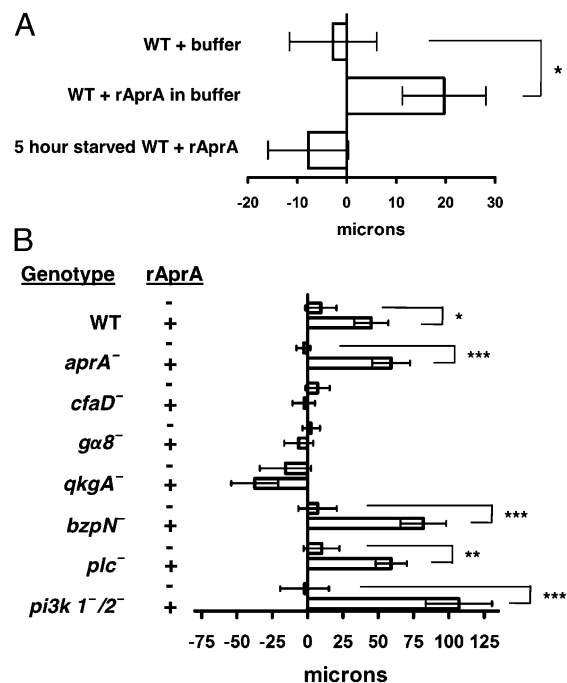 A
WT + buffer
WT + rAprA in buffer
*
5 hour starved WT + rAprA
-20 -10 0 10 20 30
microns
B
Genotype rAprA
-
WT + *
-
aprA⁻ + ***
-
cfaD⁻ +
-
gα8⁻ +
-
qkgA⁻ +
-
bzpN⁻ + ***
-
plc⁻ + **
-
pi3k 1⁻/2⁻ + ***
-75 -50 -25 0 25 50 75 100 125
microns